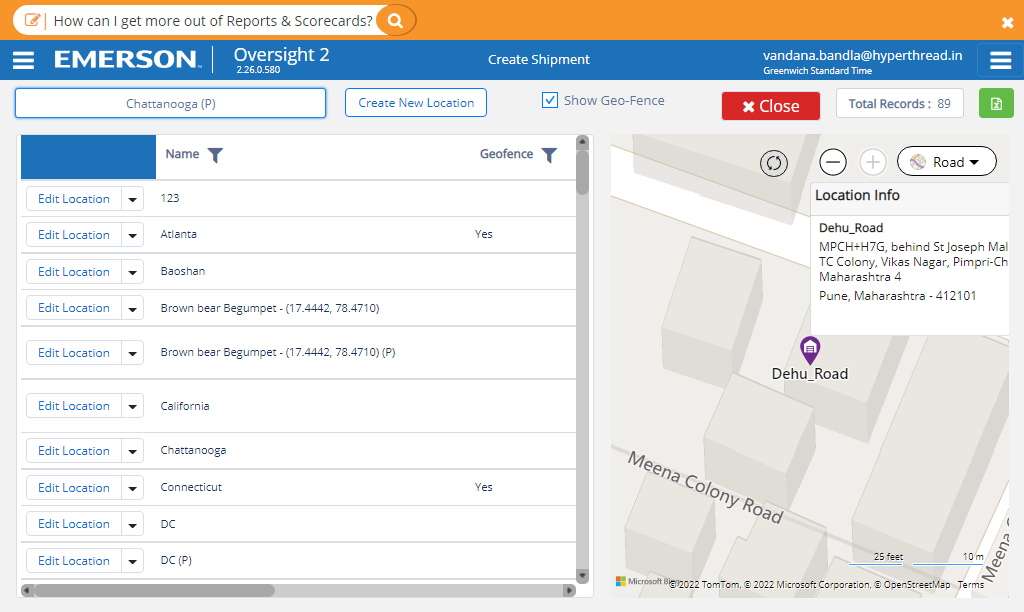 How can I get more out of Reports & Scorecards?
EMERSON
Oversight 2
2.26.0.580
Create Shipment
vandana.bandla@hyperthread.in
Greenwich Standard Time
Chattanooga (P)
Create New Location
Show Geo-Fence
Close
Total Records : 89
Name
Geofence
Edit Location 123
Edit Location Atlanta Yes
Edit Location Baoshan
Edit Location Brown bear Begumpet - (17.4442, 78.4710)
Edit Location Brown bear Begumpet - (17.4442, 78.4710) (P)
Edit Location California
Edit Location Chattanooga
Edit Location Connecticut Yes
Edit Location DC
Edit Location DC (P)
Road
Location Info
Dehu_Road
MPCH+H7G, behind St Joseph Mal
TC Colony, Vikas Nagar, Pimpri-Ch
Maharashtra 4
Pune, Maharashtra - 412101
Dehu_Road
Meena Colony Road
Meena C
25 feet 10 m
Microsoft Bi
© 2022 TomTom, © 2022 Microsoft Corporation, © OpenStreetMap Terms